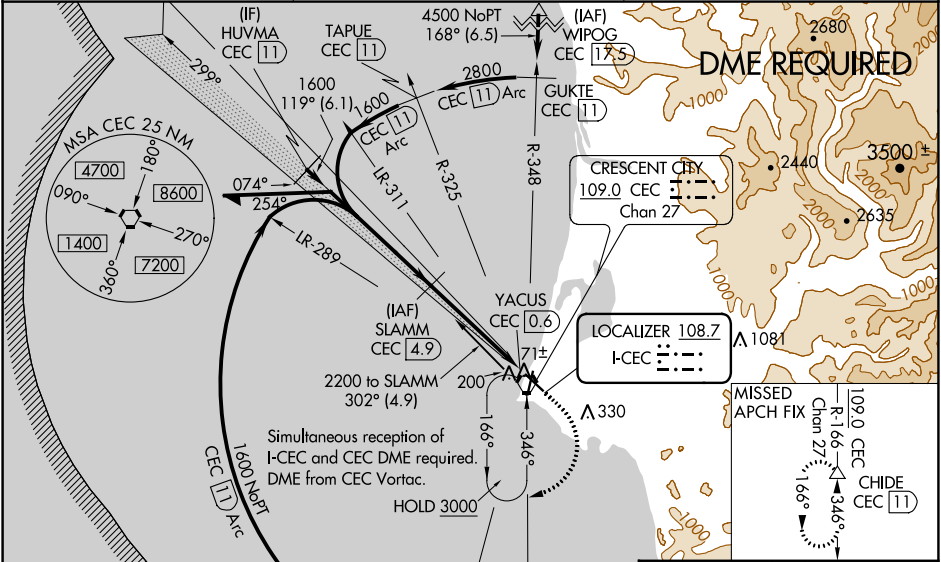 (IF)
HUVMA
CEC 11
TAPUE
CEC 11
4500 NoPT
168° (6.5)
(IAF)
WIPOG
CEC 17.5
2680
2000
DME REQUIRED
299°
1600
119° (6.1)
2800
CEC 11 Arc
GUKTE
CEC 11
1000
1600
CEC 11
Arc
MSA CEC 25 NM
4700
180°
8600
090°
270°
1400
7200
360°
074°
254°
LR-311
R-325
R-348
LR-289
CRESCENT CITY
109.0 CEC
Chan 27
2440
3500 ±
2635
2000
1000
1000
(IAF)
SLAMM
CEC 4.9
YACUS
CEC 0.6
LOCALIZER 108.7
I-CEC
1081
71±
200
2200 to SLAMM
302° (4.9)
330
Simultaneous reception of
I-CEC and CEC DME required.
DME from CEC Vortac.
166°
346°
HOLD 3000
1600 NoPT
CEC 11 Arc
MISSED
APCH FIX
109.0 CEC
R-166
Chan 27
CHIDE
CEC 11
166°
346°
1000
2000